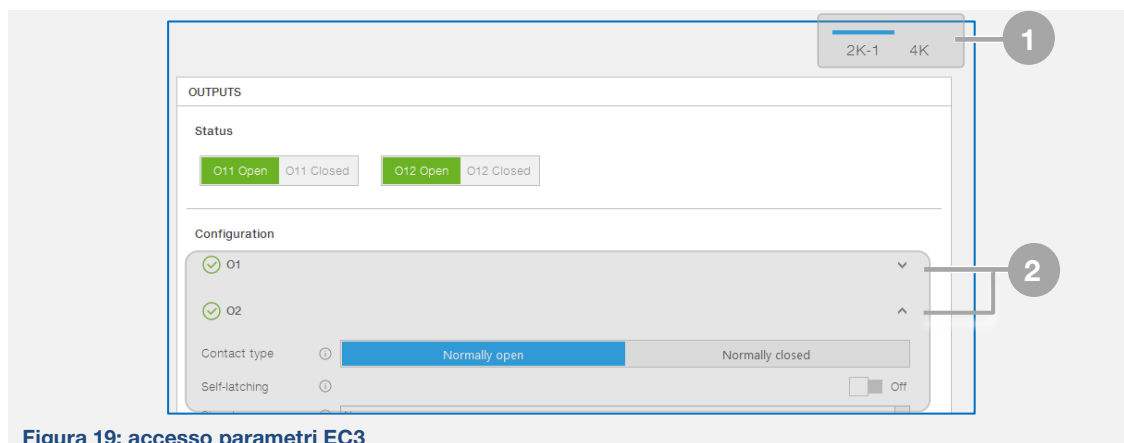 2K-1 4K
1
OUTPUTS
Status
O11 Open O11 Closed O12 Open O12 Closed
Configuration
O1
2
O2
Contact type Normally open Normally closed
Self-latching Off
Figura 19: accesso parametri EC3